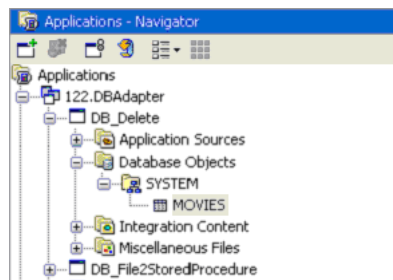 Applications - Navigator
Applications
122.DBAdapter
DB_Delete
Application Sources
Database Objects
SYSTEM
MOVIES
Integration Content
Miscellaneous Files
DB_File2StoredProcedure